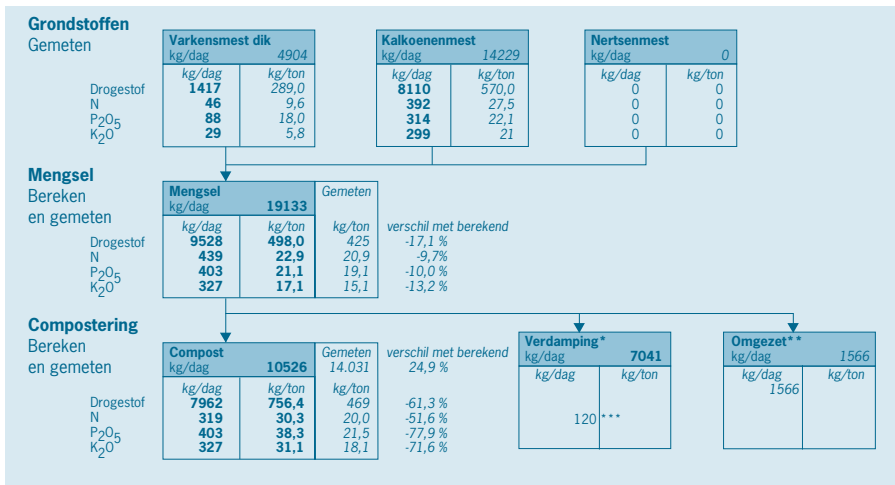 Grondstoffen
Gemeten
Varkensmest dik
kg/dag 4904
kg/dag kg/ton
Drogestof 1417 289,0
N 46 9,6
P2O5 88 18,0
K2O 29 5,8
Kalkoenenmest
kg/dag 14229
kg/dag kg/ton
8110 570,0
392 27,5
314 22,1
299 21
Nertsenmest
kg/dag 0
kg/dag kg/ton
0 0
0 0
0 0
0 0
Mengsel
Bereken
en gemeten
Mengsel Gemeten
kg/dag 19133
kg/dag kg/ton kg/ton verschil met berekend
Drogestof 9528 498,0 425 -17,1 %
N 439 22,9 20,9 -9,7%
P2O5 403 21,1 19,1 -10,0 %
K2O 327 17,1 15,1 -13,2 %
Compostering
Bereken
en gemeten
Compost Gemeten verschil met berekend
kg/dag 10526 14.031 24,9 %
kg/dag kg/ton kg/ton
Drogestof 7962 756,4 469 -61,3 %
N 319 30,3 20,0 -51,6 %
P2O5 403 38,3 21,5 -77,9 %
K2O 327 31,1 18,1 -71,6 %
Verdamping*
kg/dag 7041
kg/dag kg/ton
120 ***
Omgezet**
kg/dag 1566
kg/dag kg/ton
1566